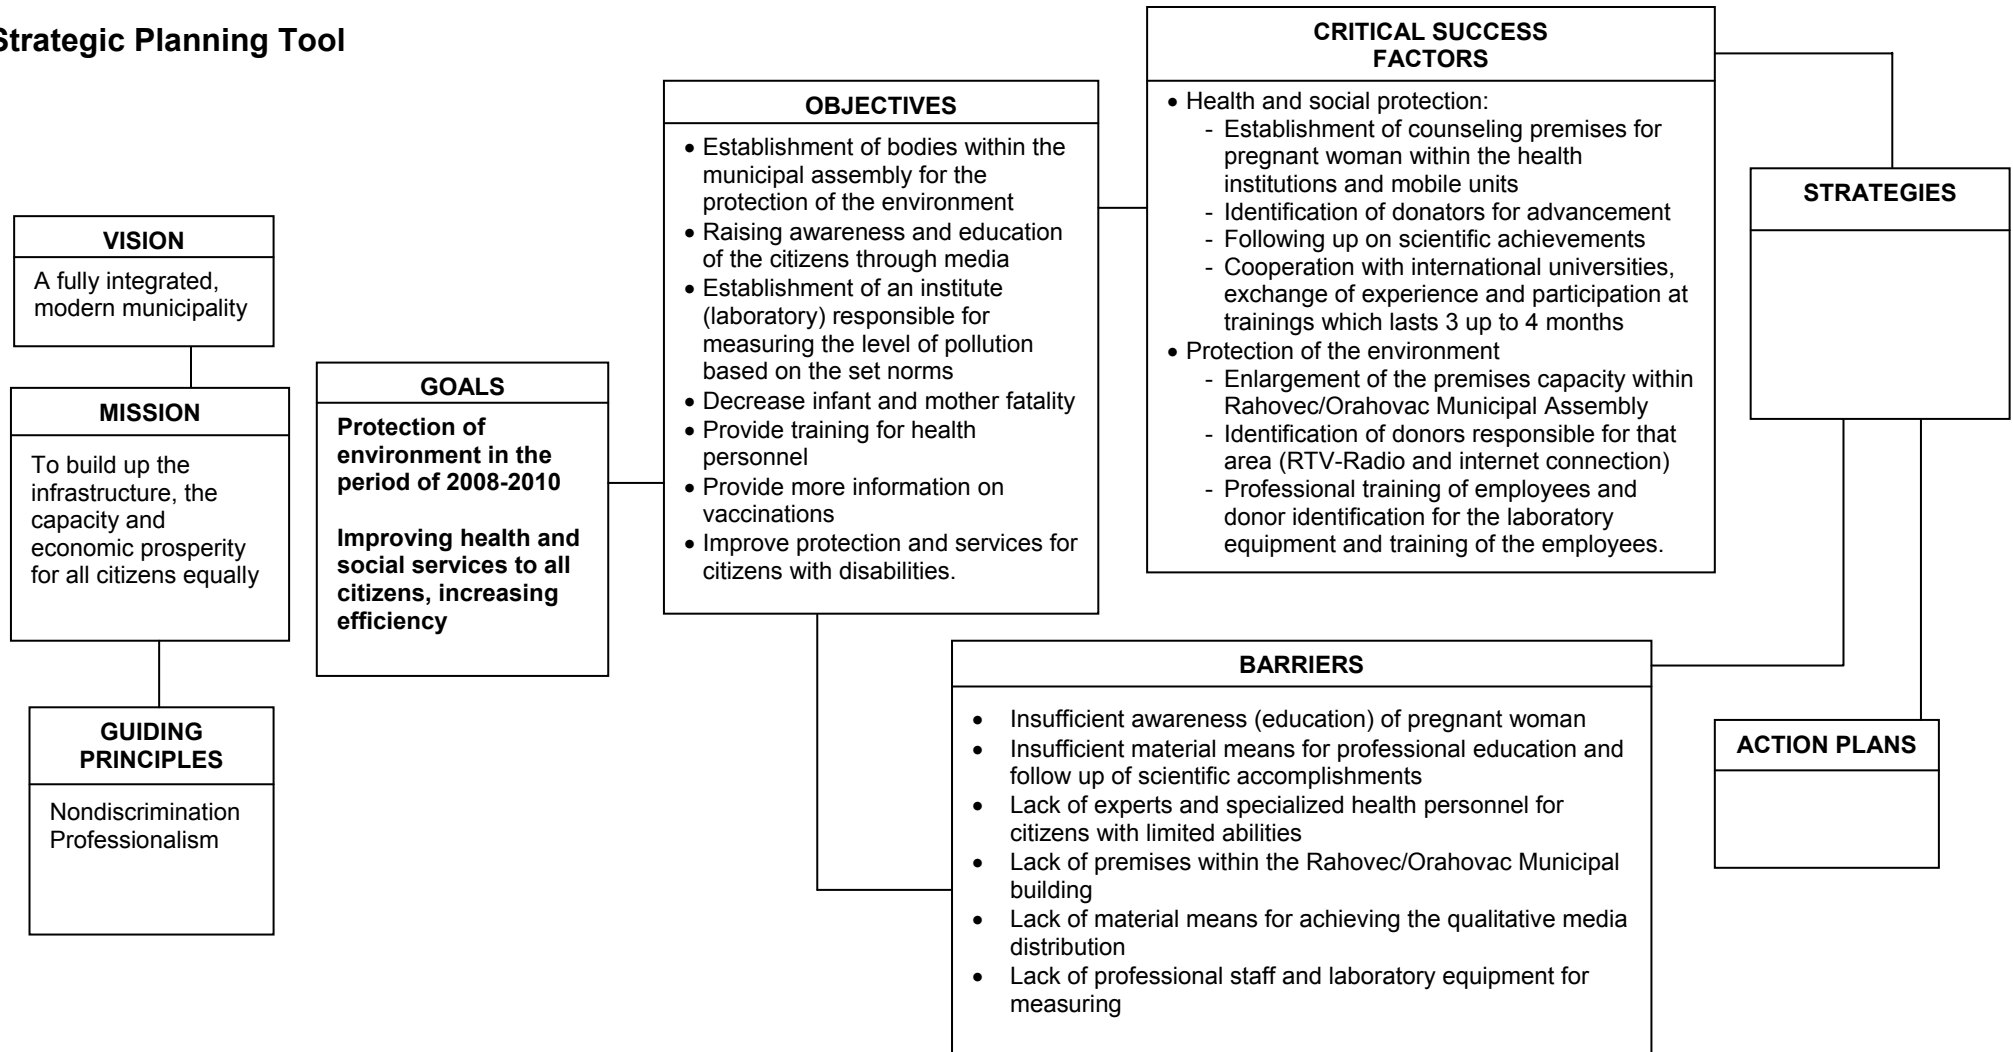 Strategic Planning Tool
VISION
A fully integrated,
modern municipality
MISSION
To build up the
infrastructure, the
capacity and
economic prosperity
for all citizens equally
GUIDING
PRINCIPLES
Nondiscrimination
Professionalism
GOALS
Protection of
environment in the
period of 2008-2010
Improving health and
social services to all
citizens, increasing
efficiency
OBJECTIVES
• Establishment of bodies within the
municipal assembly for the
protection of the environment
• Raising awareness and education
of the citizens through media
• Establishment of an institute
(laboratory) responsible for
measuring the level of pollution
based on the set norms
• Decrease infant and mother fatality
• Provide training for health
personnel
• Provide more information on
vaccinations
• Improve protection and services for
citizens with disabilities.
CRITICAL SUCCESS
FACTORS
• Health and social protection:
- Establishment of counseling premises for
pregnant woman within the health
institutions and mobile units
- Identification of donators for advancement
- Following up on scientific achievements
- Cooperation with international universities,
exchange of experience and participation at
trainings which lasts 3 up to 4 months
• Protection of the environment
- Enlargement of the premises capacity within
Rahovec/Orahovac Municipal Assembly
- Identification of donors responsible for that
area (RTV-Radio and internet connection)
- Professional training of employees and
donor identification for the laboratory
equipment and training of the employees.
BARRIERS
• Insufficient awareness (education) of pregnant woman
• Insufficient material means for professional education and
follow up of scientific accomplishments
• Lack of experts and specialized health personnel for
citizens with limited abilities
• Lack of premises within the Rahovec/Orahovac Municipal
building
• Lack of material means for achieving the qualitative media
distribution
• Lack of professional staff and laboratory equipment for
measuring
STRATEGIES
ACTION PLANS